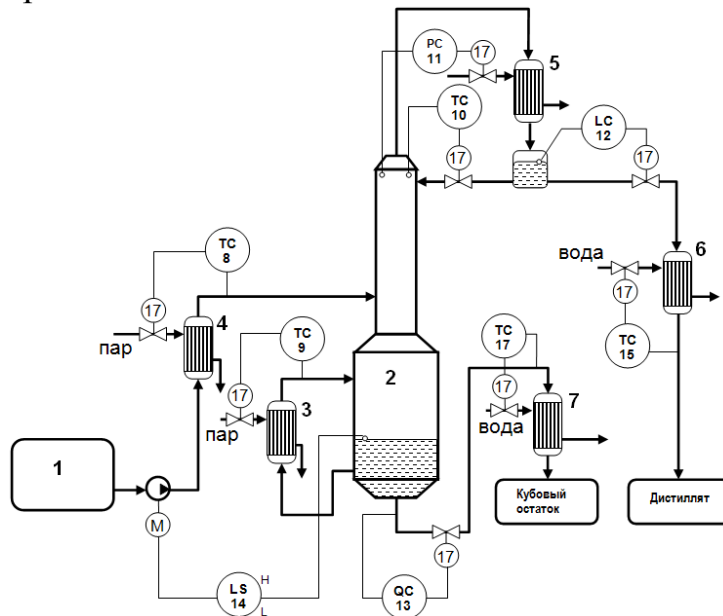 PC
11
17
5
TC
10
LC
12
17
17
6
вода
TC
8
17
4
пар
TC
9
17
3
пар
2
17
TC
15
TC
17
17
вода
7
1
M
LS
14
H
L
QC
13
17
Кубовый
остаток
Дистиллят